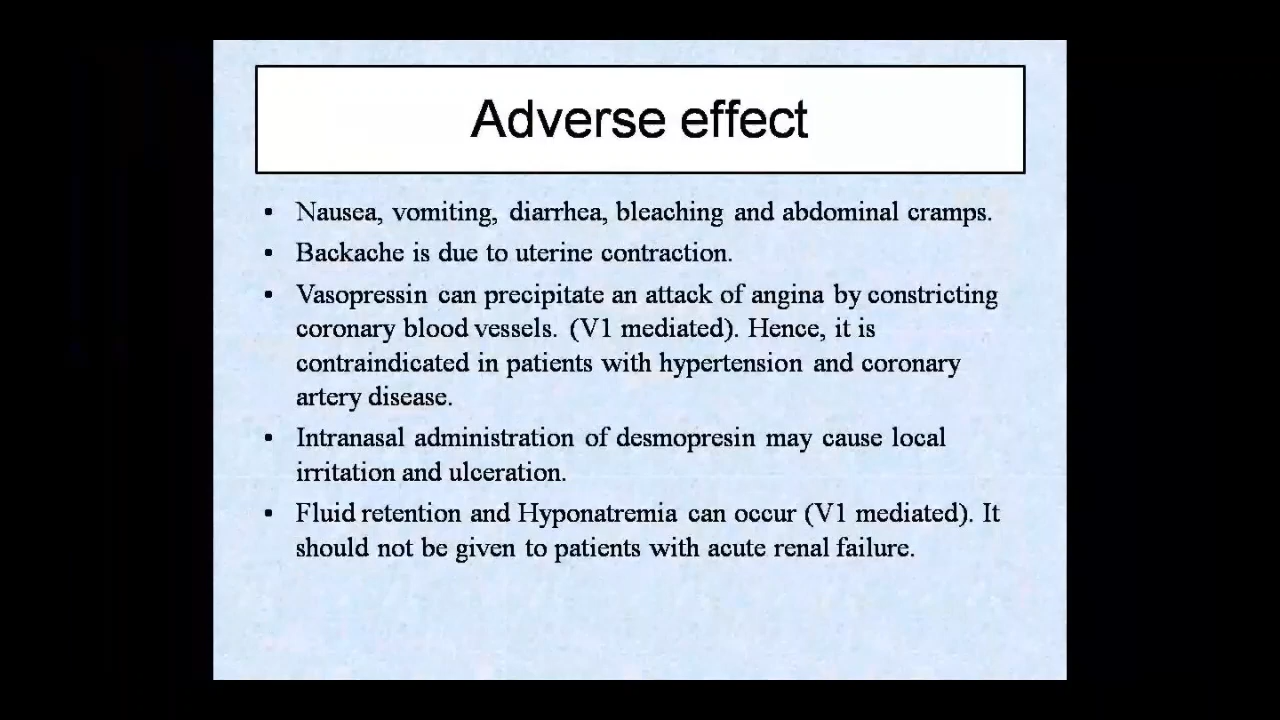 Adverse effect
• Nausea, vomiting, diarrhea, bleaching and abdominal cramps.
• Backache is due to uterine contraction.
• Vasopressin can precipitate an attack of angina by constricting
coronary blood vessels. (V1 mediated). Hence, it is
contraindicated in patients with hypertension and coronary
artery disease.
• Intranasal administration of desmopresin may cause local
irritation and ulceration.
• Fluid retention and Hyponatremia can occur (V1 mediated). It
should not be given to patients with acute renal failure.